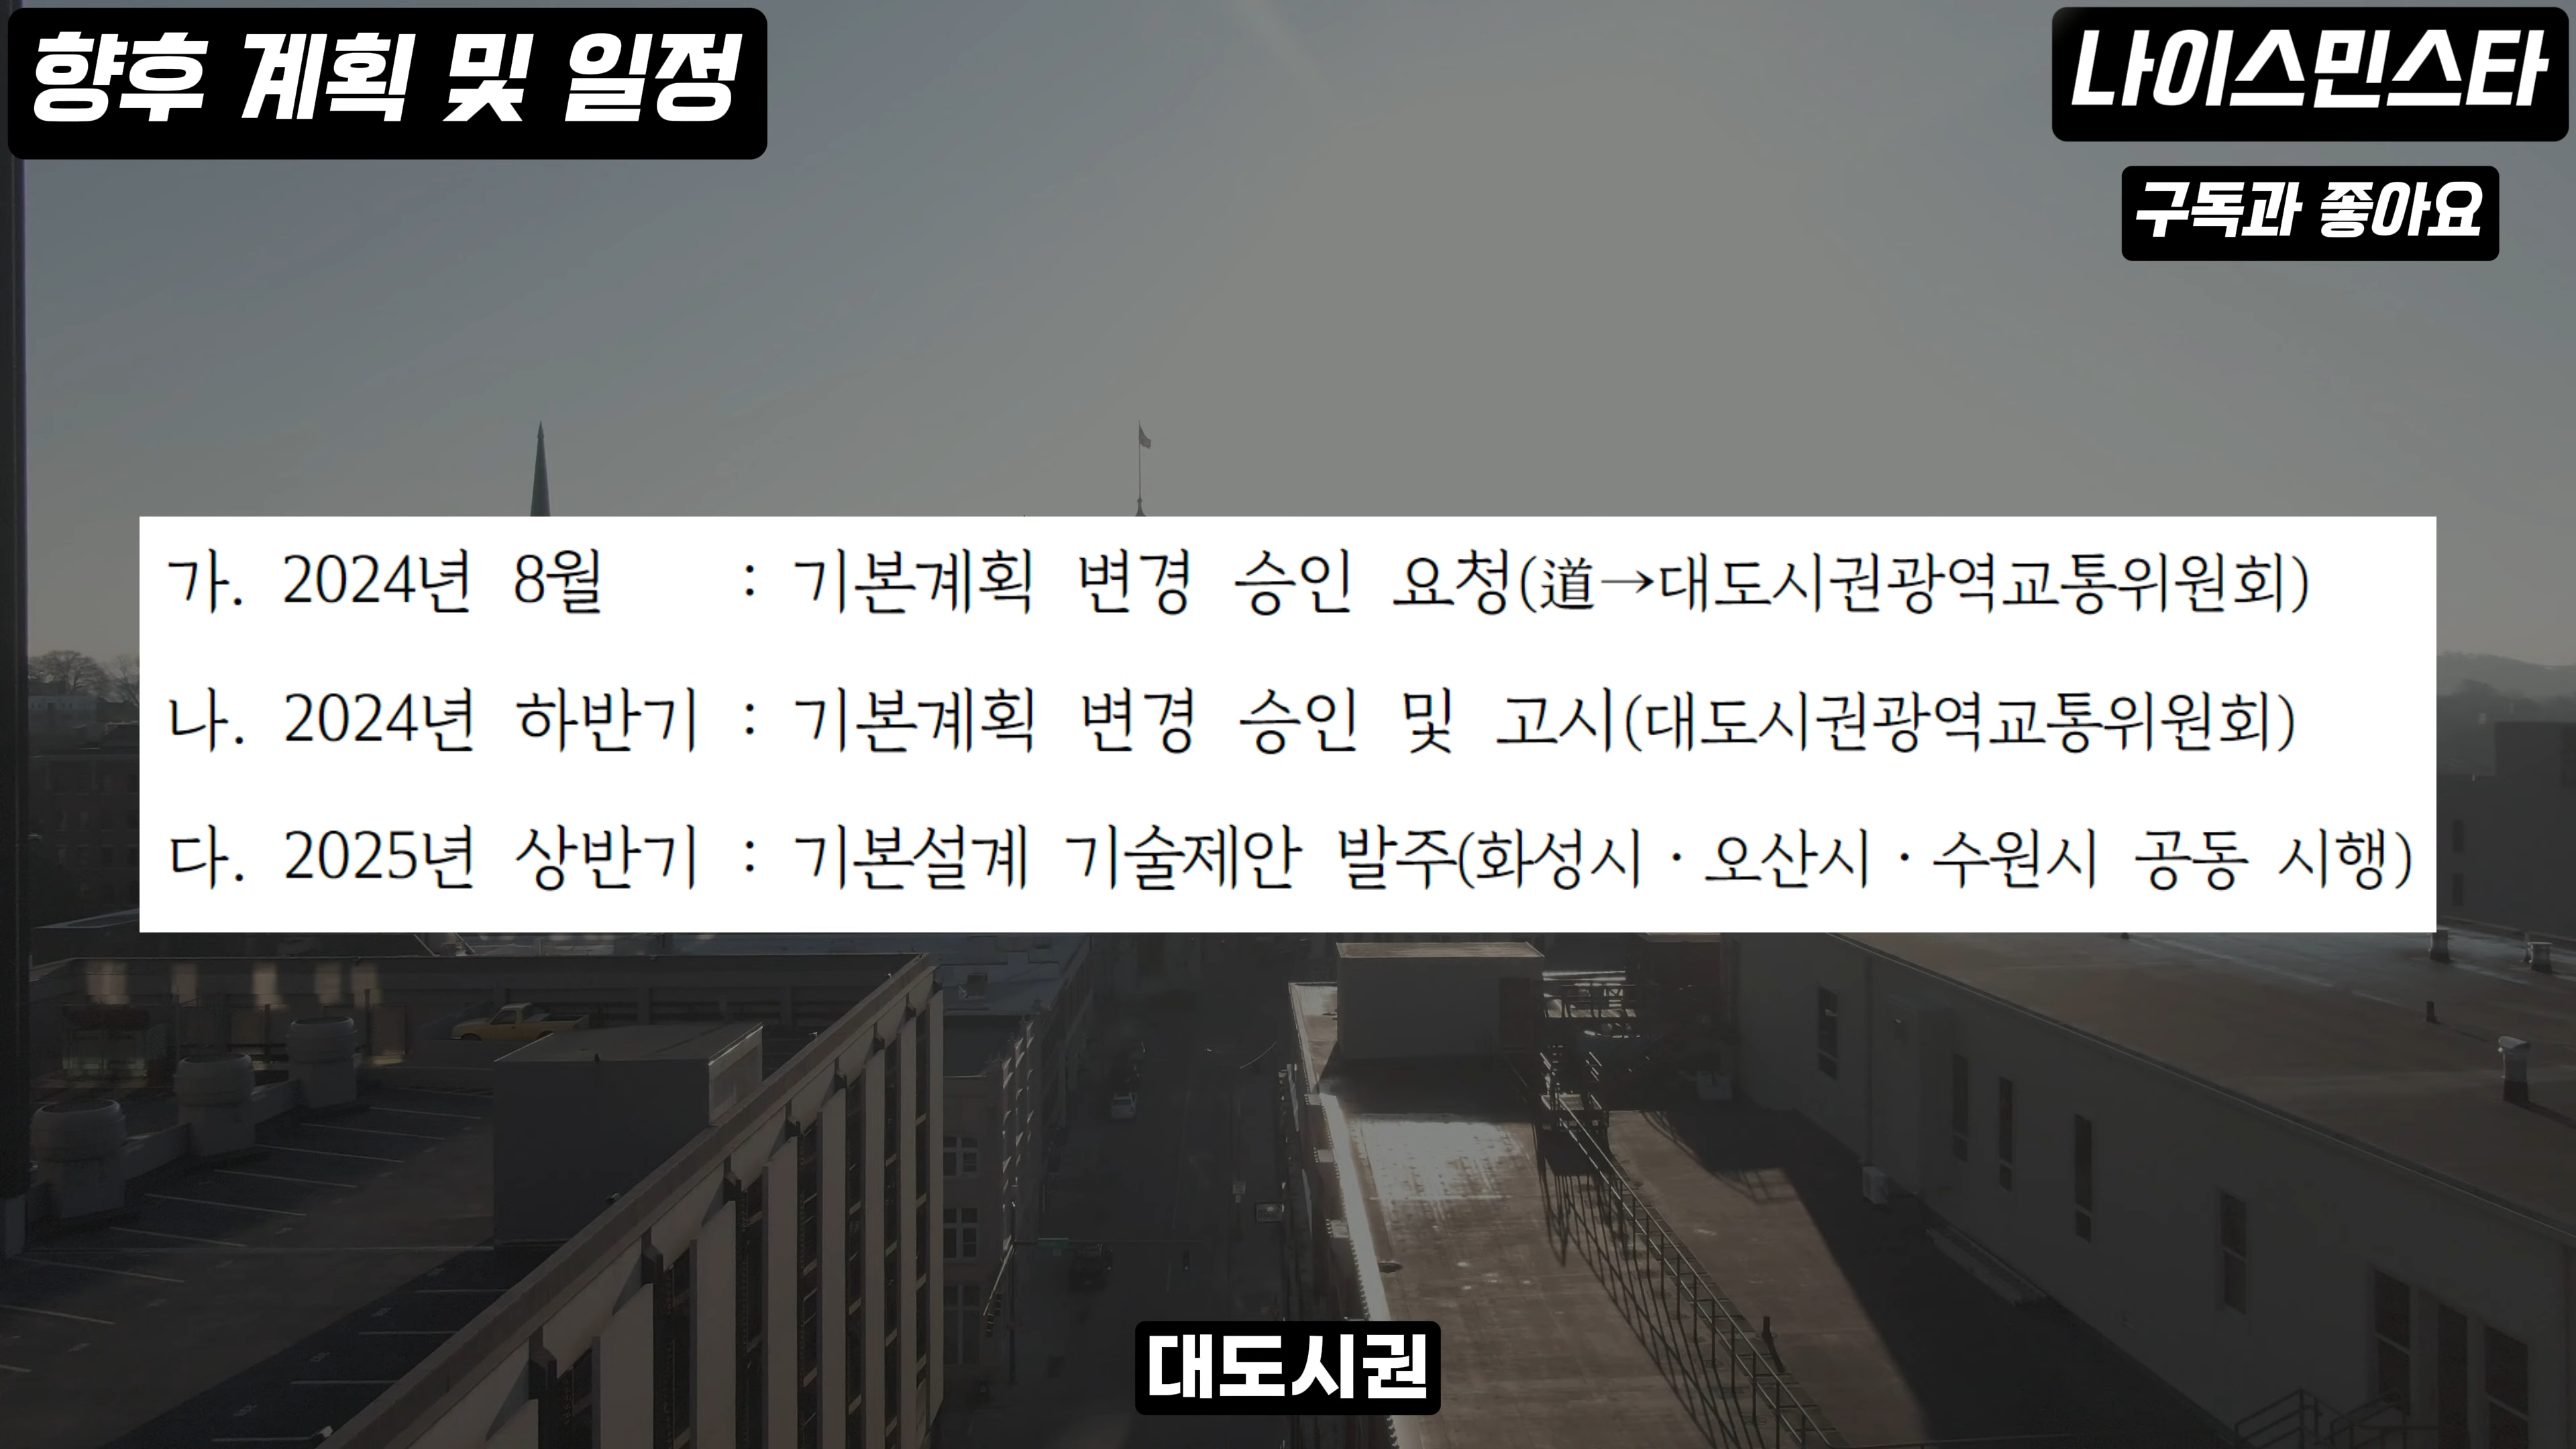 향후 계획 및 일정
나이스민스타
구독과 좋아요
가. 2024년 8월 : 기본계획 변경 승인 요청(道→대도시권광역교통위원회)
나. 2024년 하반기 : 기본계획 변경 승인 및 고시(대도시권광역교통위원회)
다. 2025년 상반기 : 기본설계 기술제안 발주(화성시 · 오산시 · 수원시 공동 시행)
대도시권